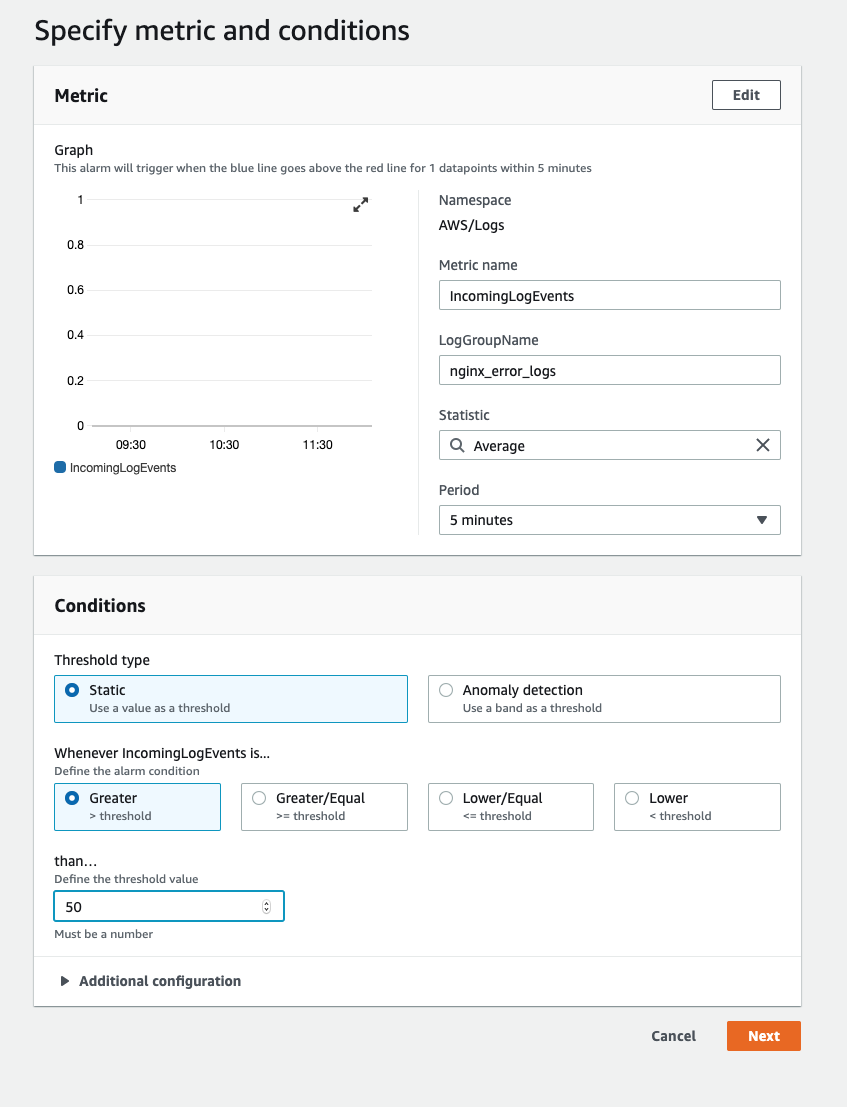 Specify metric and conditions
Metric
Edit
Graph
This alarm will trigger when the blue line goes above the red line for 1 datapoints within 5 minutes
1
0.8
0.6
0.4
0.2
0
09:30 10:30 11:30
IncomingLogEvents
Namespace
AWS/Logs
Metric name
IncomingLogEvents
LogGroupName
nginx_error_logs
Statistic
Average
Period
5 minutes
Conditions
Threshold type
Static
Use a value as a threshold
Anomaly detection
Use a band as a threshold
Whenever IncomingLogEvents is...
Define the alarm condition
Greater
> threshold
Greater/Equal
>= threshold
Lower/Equal
<= threshold
Lower
< threshold
than...
Define the threshold value
50
Must be a number
Additional configuration
Cancel
Next